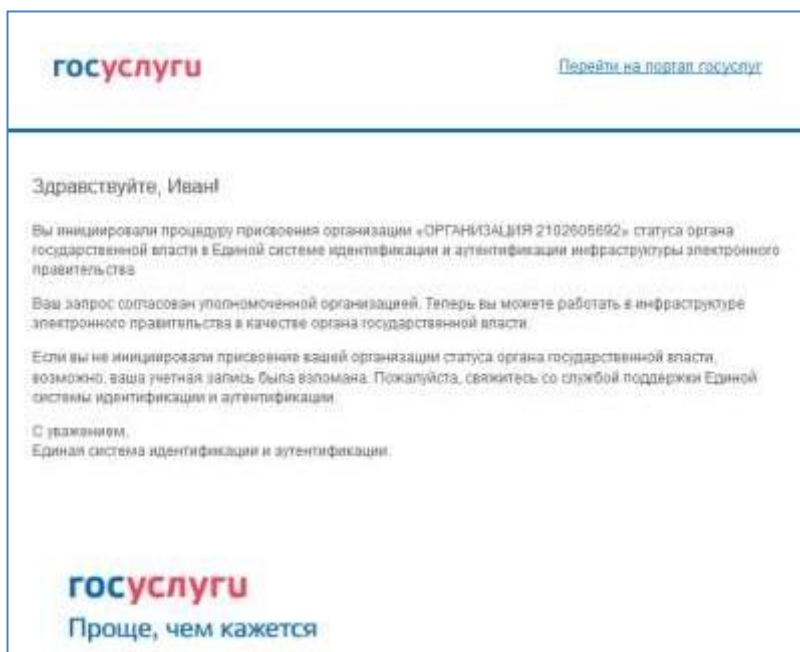 госуслуги
Перейти на портал госуслуг
Здравствуйте, Иван!
Вы инициировали процедуру присвоения организации «ОРГАНИЗАЦИЯ 2102605692» статуса органа
государственной власти в Единой системе идентификации и аутентификации инфраструктуры электронного
правительства.
Ваш запрос согласован уполномоченной организацией. Теперь вы можете работать в инфраструктуре
электронного правительства в качестве органа государственной власти.
Если вы не инициировали присвоение вашей организации статуса органа государственной власти,
возможно, ваша учетная запись была взломана. Пожалуйста, свяжитесь со службой поддержки Единой
системы идентификации и аутентификации.
С уважением,
Единая система идентификации и аутентификации.
госуслуги
Проще, чем кажется